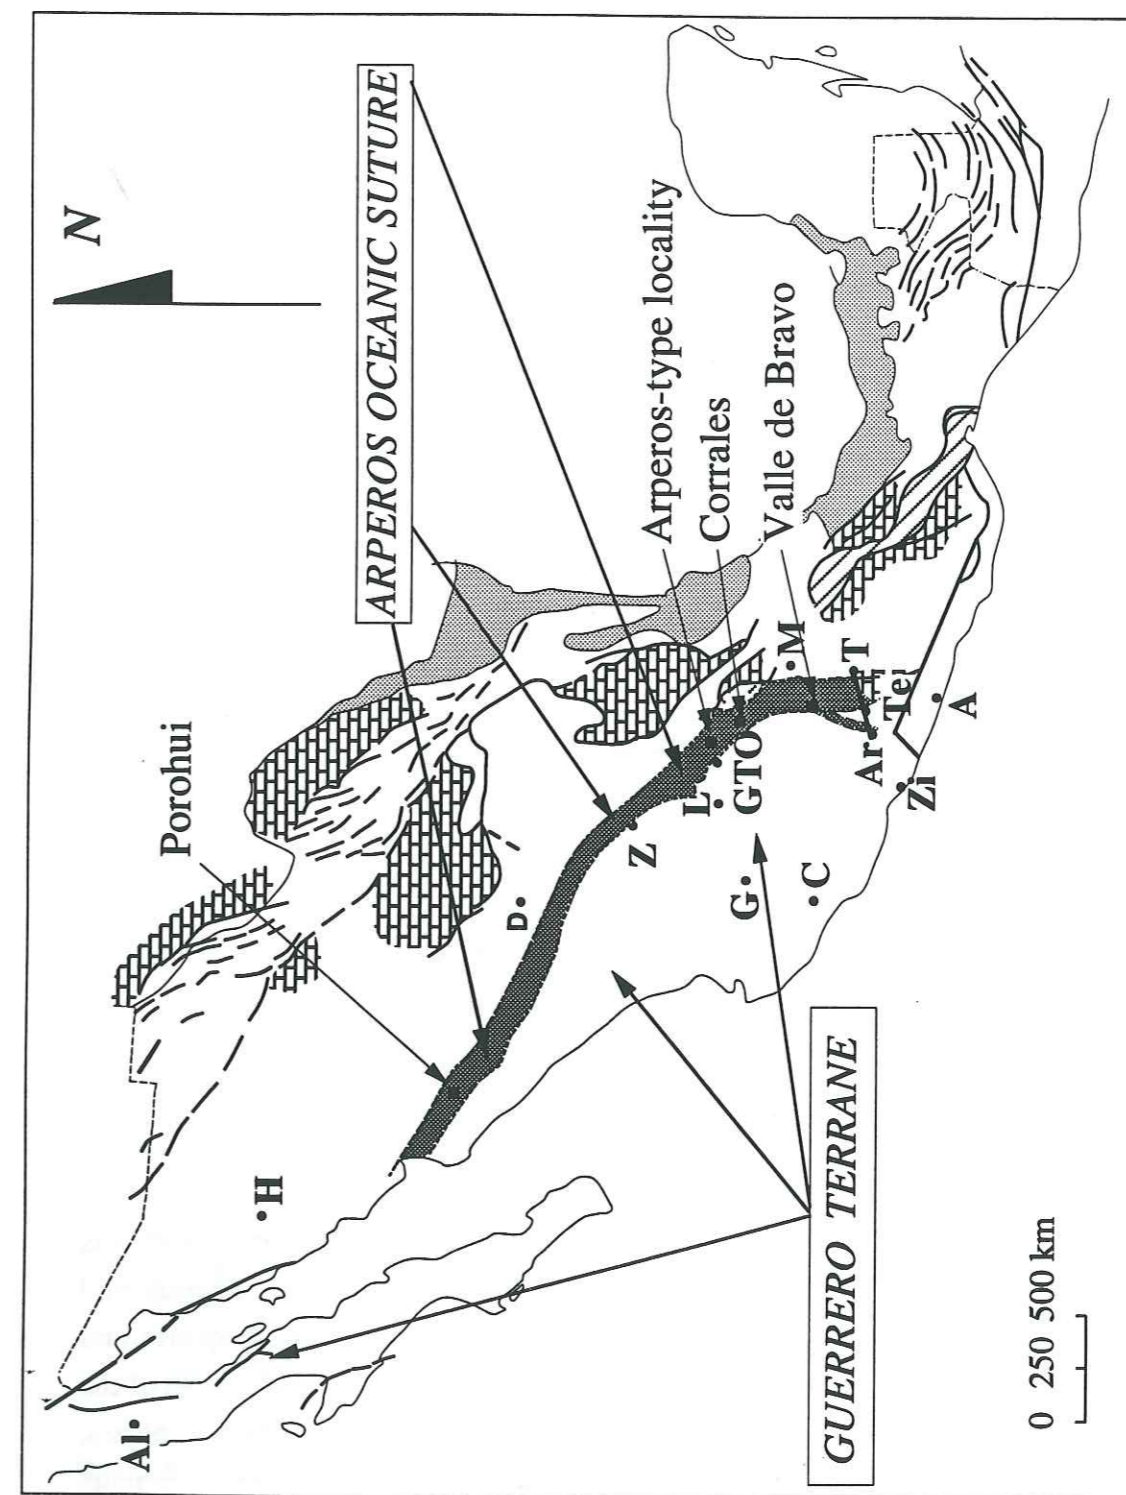 N
ARPEROS OCEANIC SUTURE
Porohui
Arperos-type locality
Corrales
Valle de Bravo
Al
H
D
Z
L
GTO
G
C
M
T
Te
Ar
Zi
A
GUERRERO TERRANE
0 250 500 km